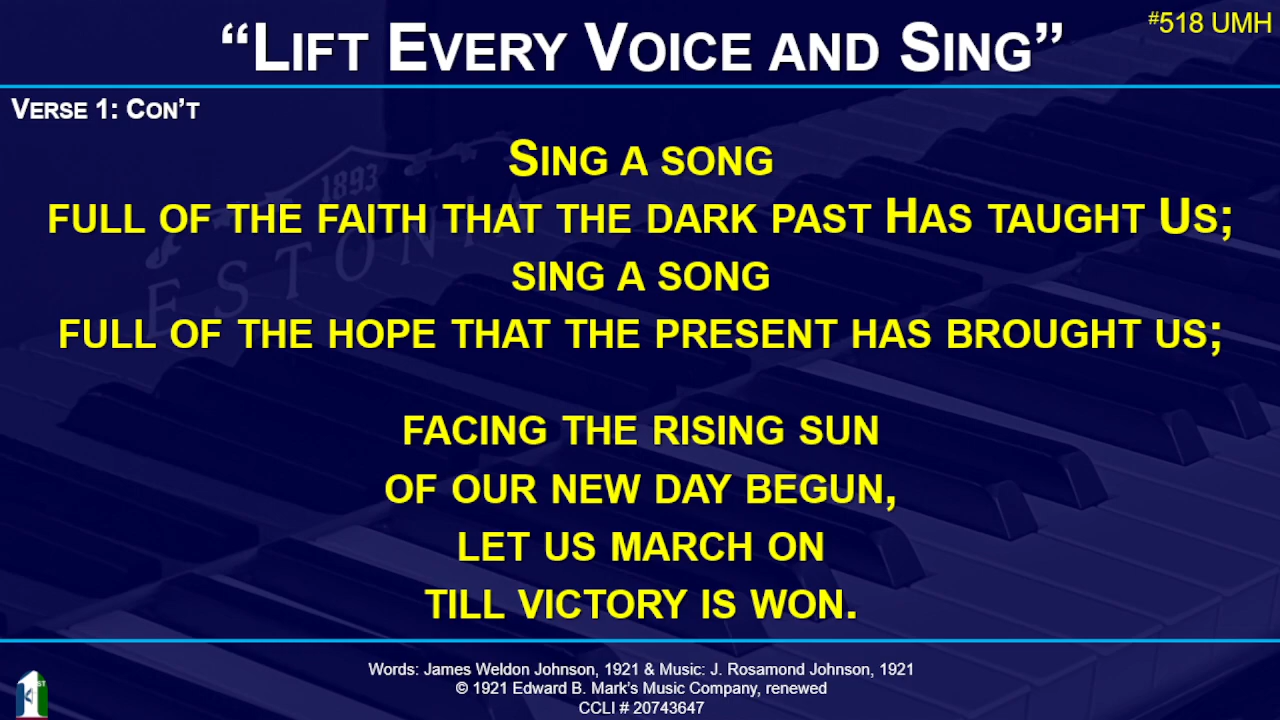 “Lift Every Voice and Sing”
#518 UMH
Verse 1: Con’t
Sing a song
full of the faith that the dark past Has taught Us;
sing a song
full of the hope that the present has brought us;
facing the rising sun
of our new day begun,
let us march on
till victory is won.
Words: James Weldon Johnson, 1921 & Music: J. Rosamond Johnson, 1921
© 1921 Edward B. Mark’s Music Company, renewed
CCLI # 20743647
1893
ESTONIA
1ST